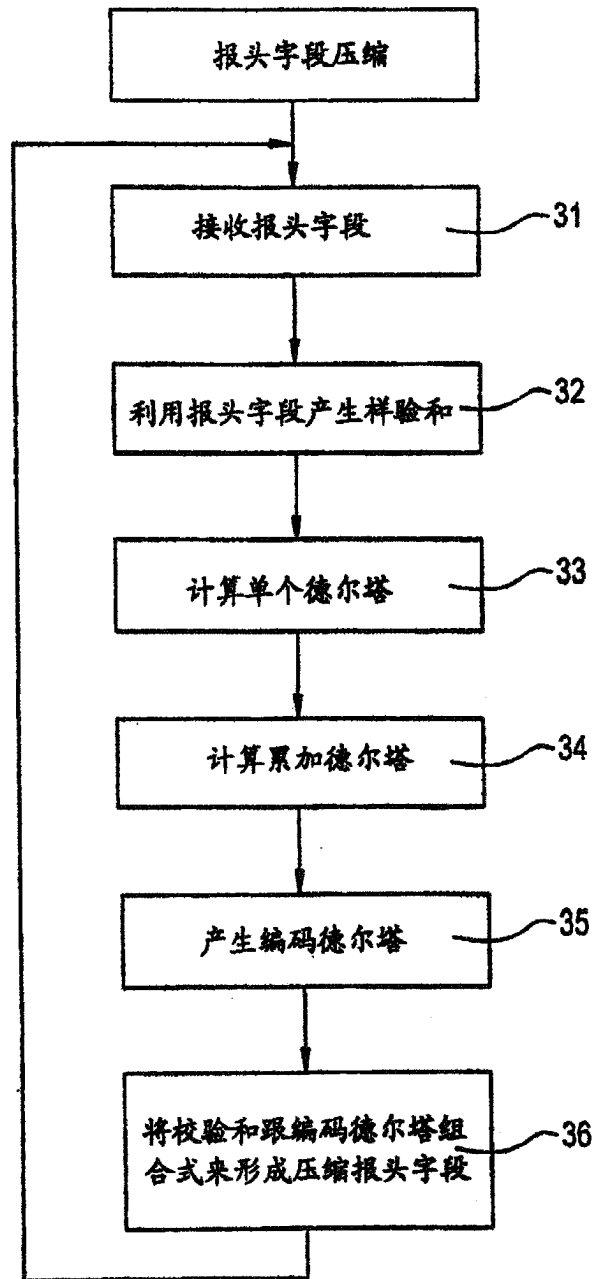 报头字段压缩
接收报头字段
31
利用报头字段产生样验和
32
计算单个德尔塔
33
计算累加德尔塔
34
产生编码德尔塔
35
将校验和跟编码德尔塔组
合式来形成压缩报头字段
36